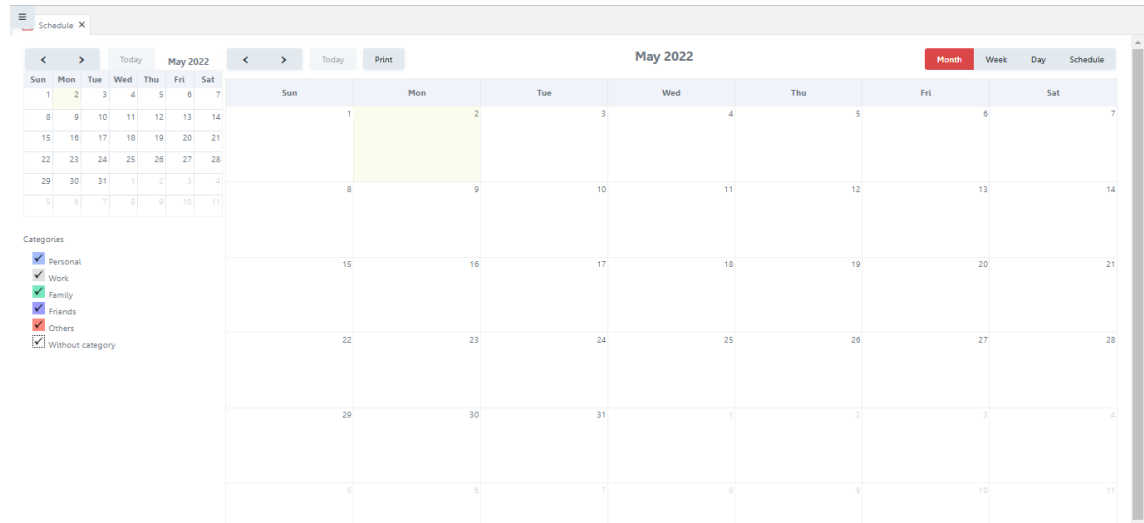 Schedule
Today May 2022
Sun Mon Tue Wed Thu Fri Sat
1 2 3 4 5 6 7
8 9 10 11 12 13 14
15 16 17 18 19 20 21
22 23 24 25 26 27 28
29 30 31 1 2 3 4
5 6 7 8 9 10 11
Categories
Personal
Work
Family
Friends
Others
Without category
Today Print May 2022 Month Week Day Schedule
Sun Mon Tue Wed Thu Fri Sat
1 2 3 4 5 6 7
8 9 10 11 12 13 14
15 16 17 18 19 20 21
22 23 24 25 26 27 28
29 30 31 1 2 3 4
5 6 7 8 9 10 11